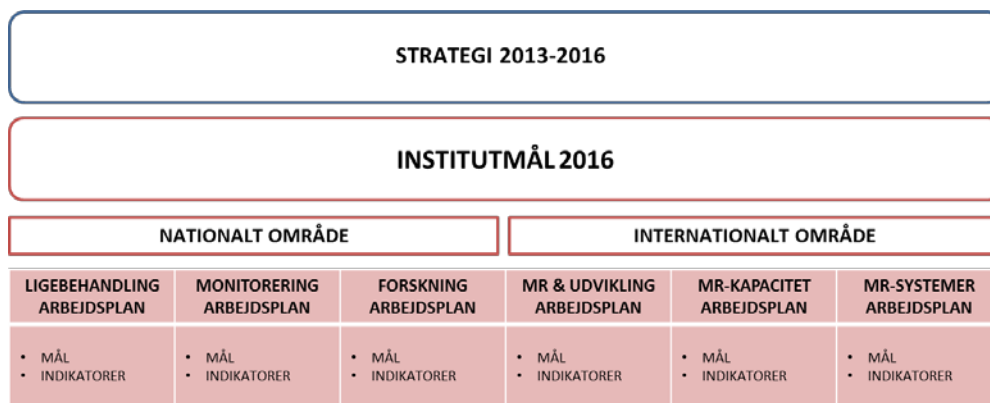 STRATEGI 2013-2016
INSTITUTMÅL 2016
NATIONALT OMRÅDE
INTERNATIONALT OMRÅDE
LIGEBEHANDLING
ARBEJDSPLAN
MONITORERING
ARBEJDSPLAN
FORSKNING
ARBEJDSPLAN
MR & UDVIKLING
ARBEJDSPLAN
MR-KAPACITET
ARBEJDSPLAN
MR-SYSTEMER
ARBEJDSPLAN
• MÅL
• INDIKATORER
• MÅL
• INDIKATORER
• MÅL
• INDIKATORER
• MÅL
• INDIKATORER
• MÅL
• INDIKATORER
• MÅL
• INDIKATORER